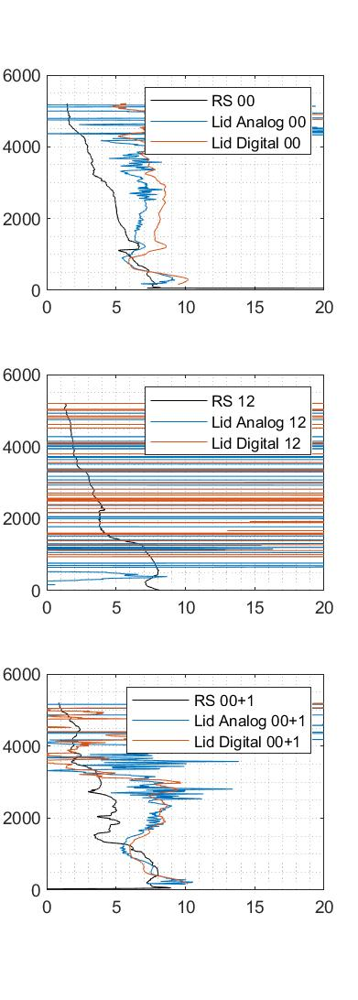 6000
4000
2000
0
RS 00
Lid Analog 00
Lid Digital 00
0 5 10 15 20
6000
4000
2000
0
RS 12
Lid Analog 12
Lid Digital 12
0 5 10 15 20
6000
4000
2000
0
RS 00+1
Lid Analog 00+1
Lid Digital 00+1
0 5 10 15 20